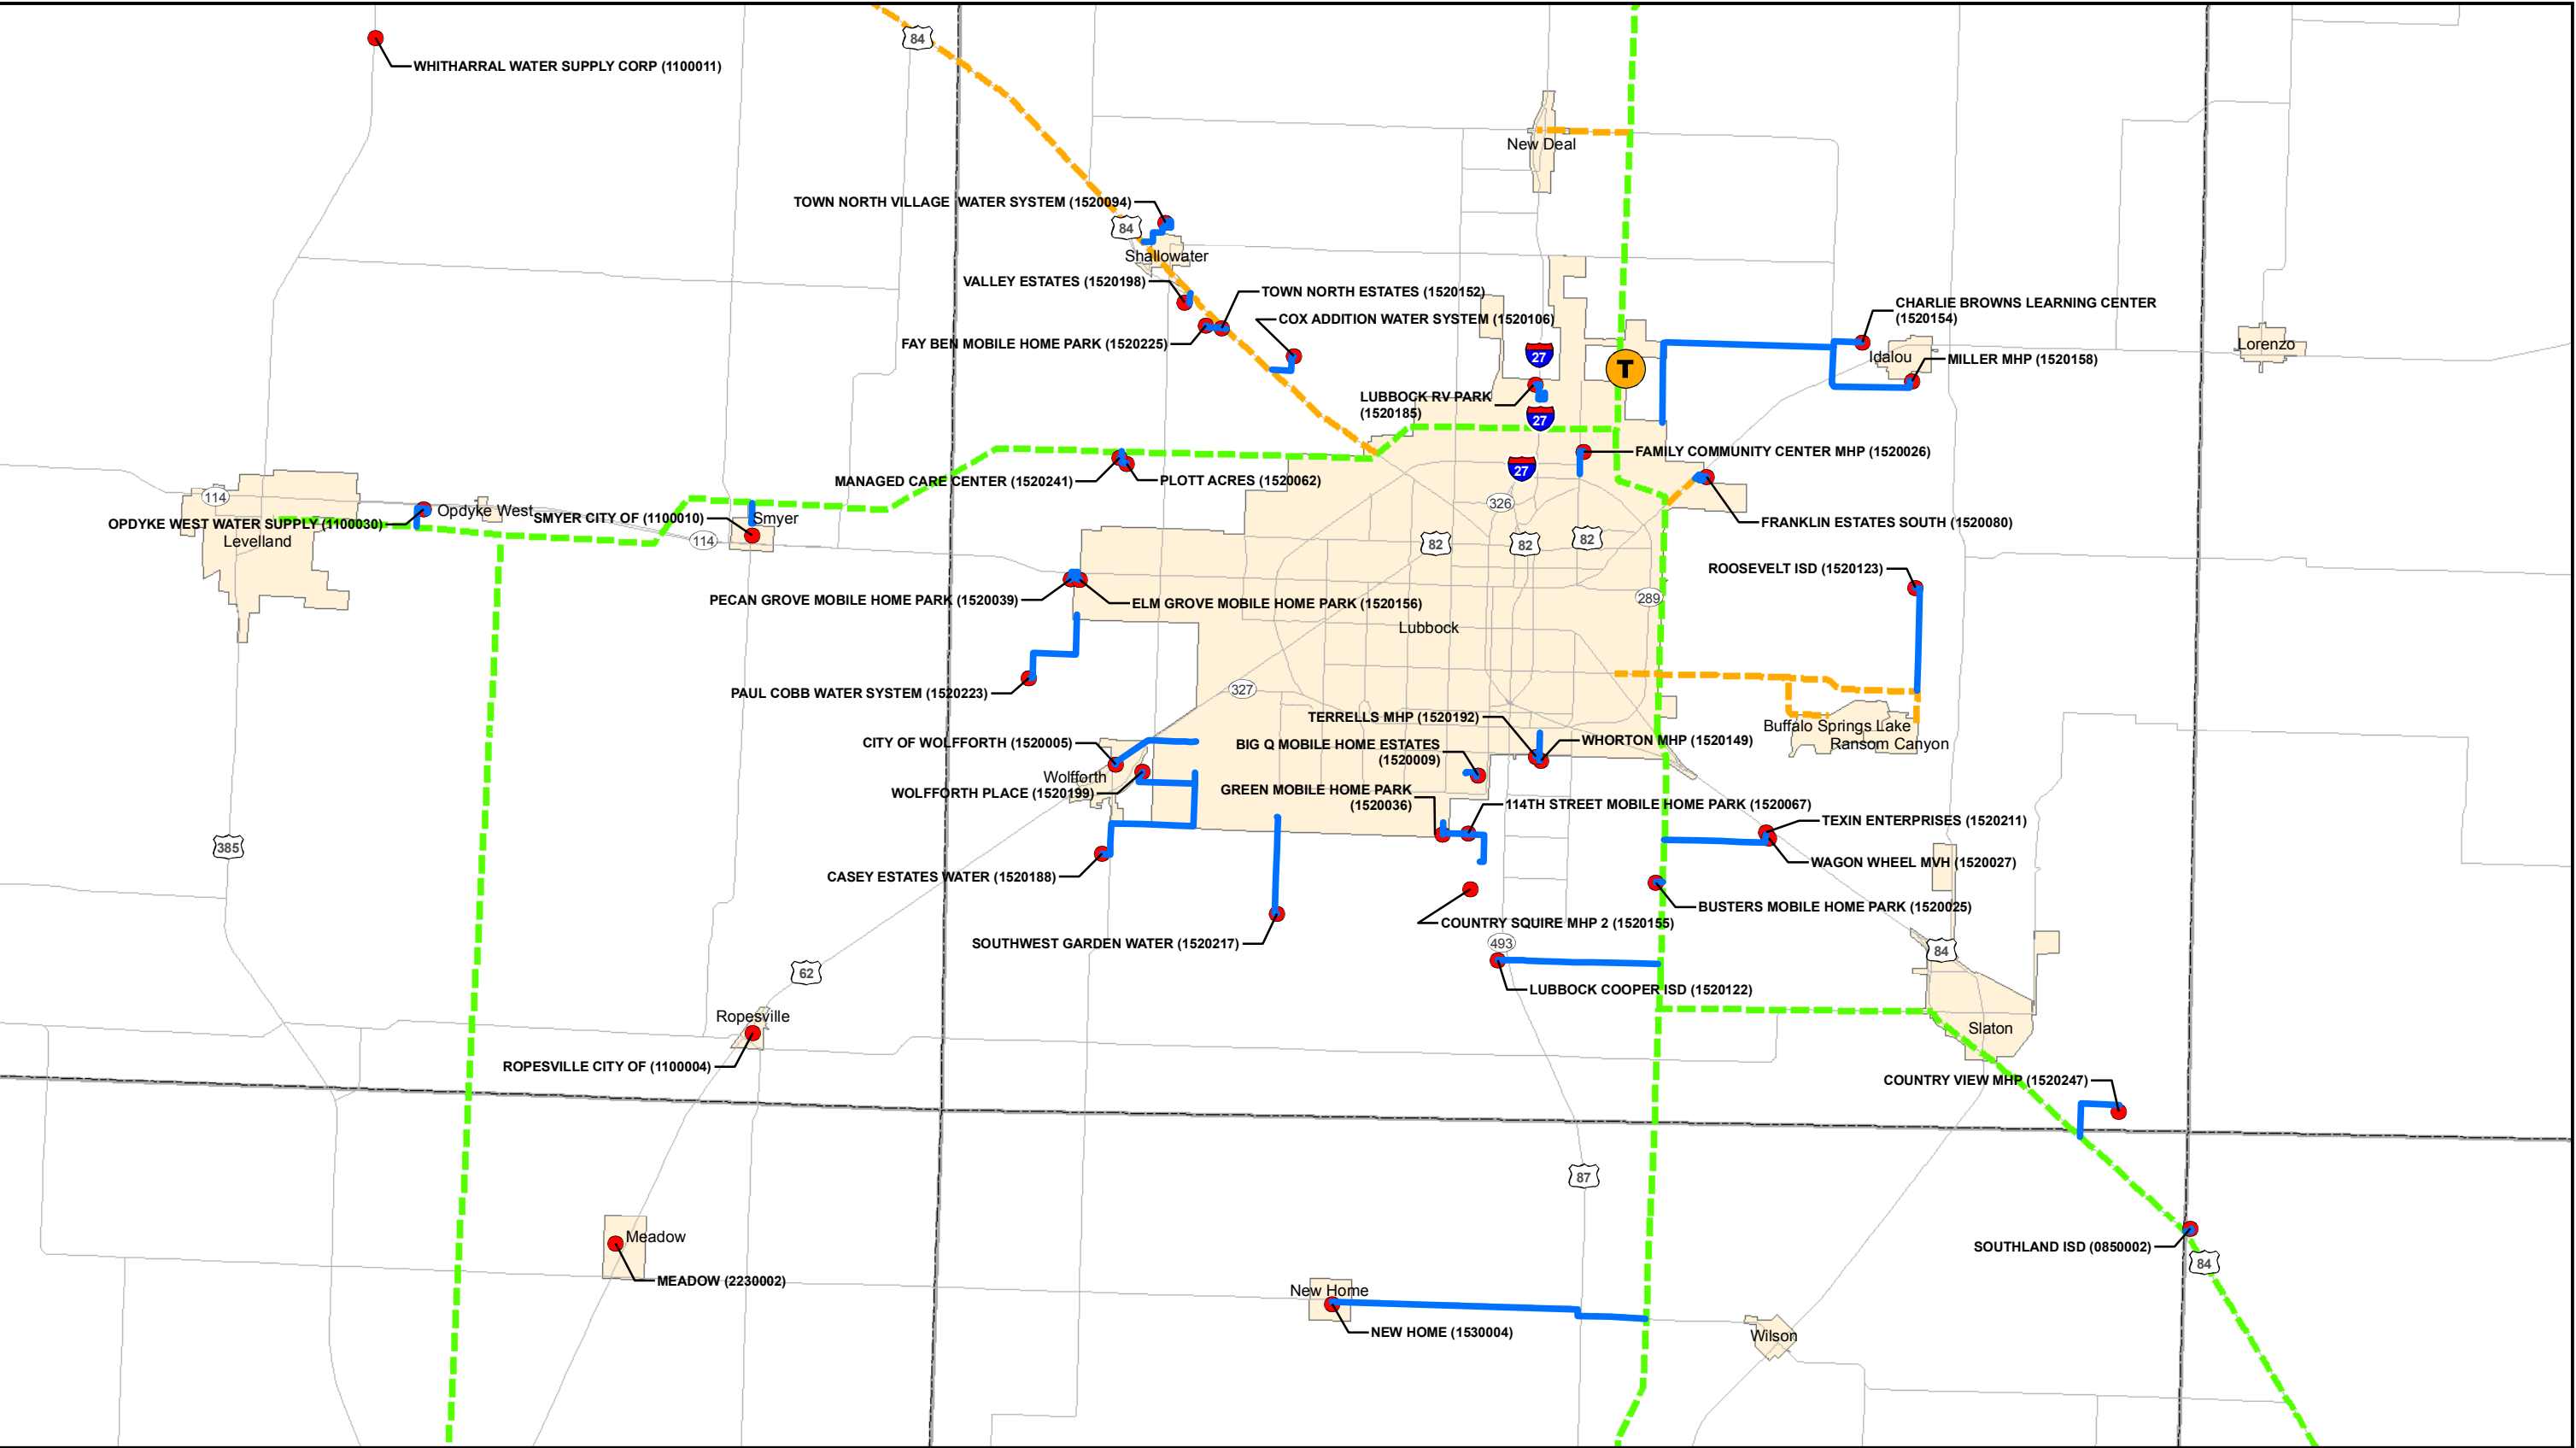 84
WHITHARRAL WATER SUPPLY CORP (1100011)
New Deal
TOWN NORTH VILLAGE WATER SYSTEM (1520094)
84
Shallowater
VALLEY ESTATES (1520198)
TOWN NORTH ESTATES (1520152)
COX ADDITION WATER SYSTEM (1520106)
FAY BEN MOBILE HOME PARK (1520225)
CHARLIE BROWNS LEARNING CENTER
(1520154)
Idalou
MILLER MHP (1520158)
Lorenzo
27
T
LUBBOCK RV PARK
(1520185)
27
FAMILY COMMUNITY CENTER MHP (1520026)
27
MANAGED CARE CENTER (1520241)
PLOTT ACRES (1520062)
114
Opdyke West
SMYER CITY OF (1100010)
Smyer
OPDYKE WEST WATER SUPPLY (1100030)
Levelland
114
326
FRANKLIN ESTATES SOUTH (1520080)
82
82
82
ROOSEVELT ISD (1520123)
PECAN GROVE MOBILE HOME PARK (1520039)
ELM GROVE MOBILE HOME PARK (1520156)
289
Lubbock
PAUL COBB WATER SYSTEM (1520223)
327
TERRELLS MHP (1520192)
Buffalo Springs Lake
Ransom Canyon
CITY OF WOLFFORTH (1520005)
BIG Q MOBILE HOME ESTATES
(1520009)
WHORTON MHP (1520149)
Wolfforth
WOLFFORTH PLACE (1520199)
GREEN MOBILE HOME PARK
(1520036)
114TH STREET MOBILE HOME PARK (1520067)
TEXIN ENTERPRISES (1520211)
385
WAGON WHEEL MVH (1520027)
CASEY ESTATES WATER (1520188)
BUSTERS MOBILE HOME PARK (1520025)
COUNTRY SQUIRE MHP 2 (1520155)
SOUTHWEST GARDEN WATER (1520217)
493
84
62
LUBBOCK COOPER ISD (1520122)
Ropesville
Slaton
ROPESVILLE CITY OF (1100004)
COUNTRY VIEW MHP (1520247)
87
Meadow
SOUTHLAND ISD (0850002)
84
MEADOW (2230002)
New Home
NEW HOME (1530004)
Wilson